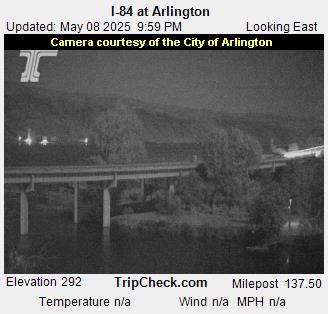 I-84 at Arlington
Updated: May 08 2025 9:59 PM Looking East
Camera courtesy of the City of Arlington
Elevation 292 TripCheck.com Milepost 137.50
Temperature n/a Wind n/a MPH n/a